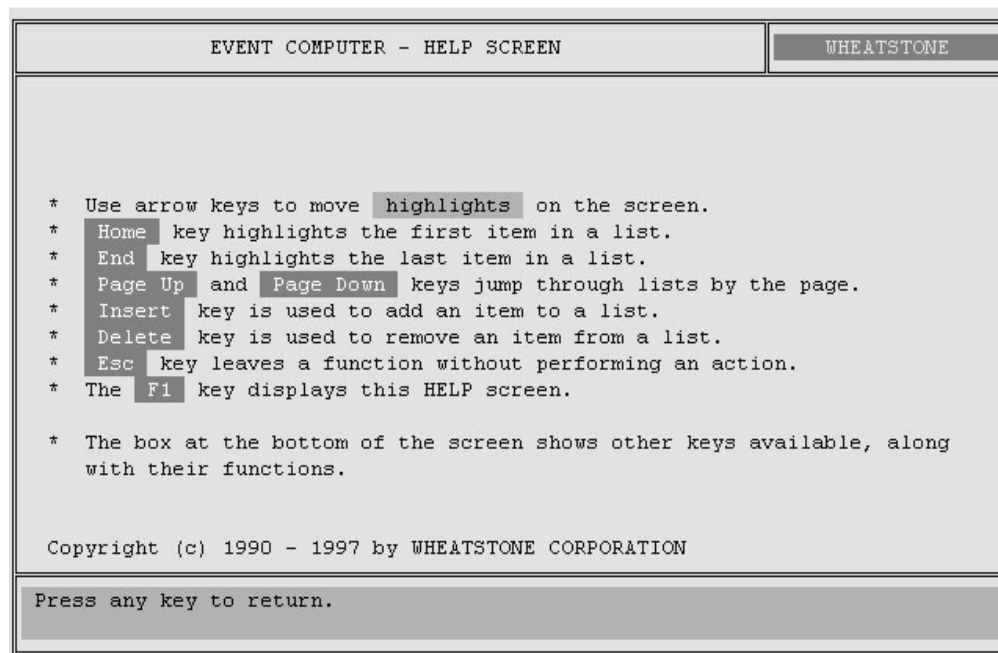 EVENT COMPUTER - HELP SCREEN
WHEATSTONE
* Use arrow keys to move highlights on the screen.
* Home key highlights the first item in a list.
* End key highlights the last item in a list.
* Page Up and Page Down keys jump through lists by the page.
* Insert key is used to add an item to a list.
* Delete key is used to remove an item from a list.
* Esc key leaves a function without performing an action.
* The F1 key displays this HELP screen.
* The box at the bottom of the screen shows other keys available, along
with their functions.
Copyright (c) 1990 - 1997 by WHEATSTONE CORPORATION
Press any key to return.